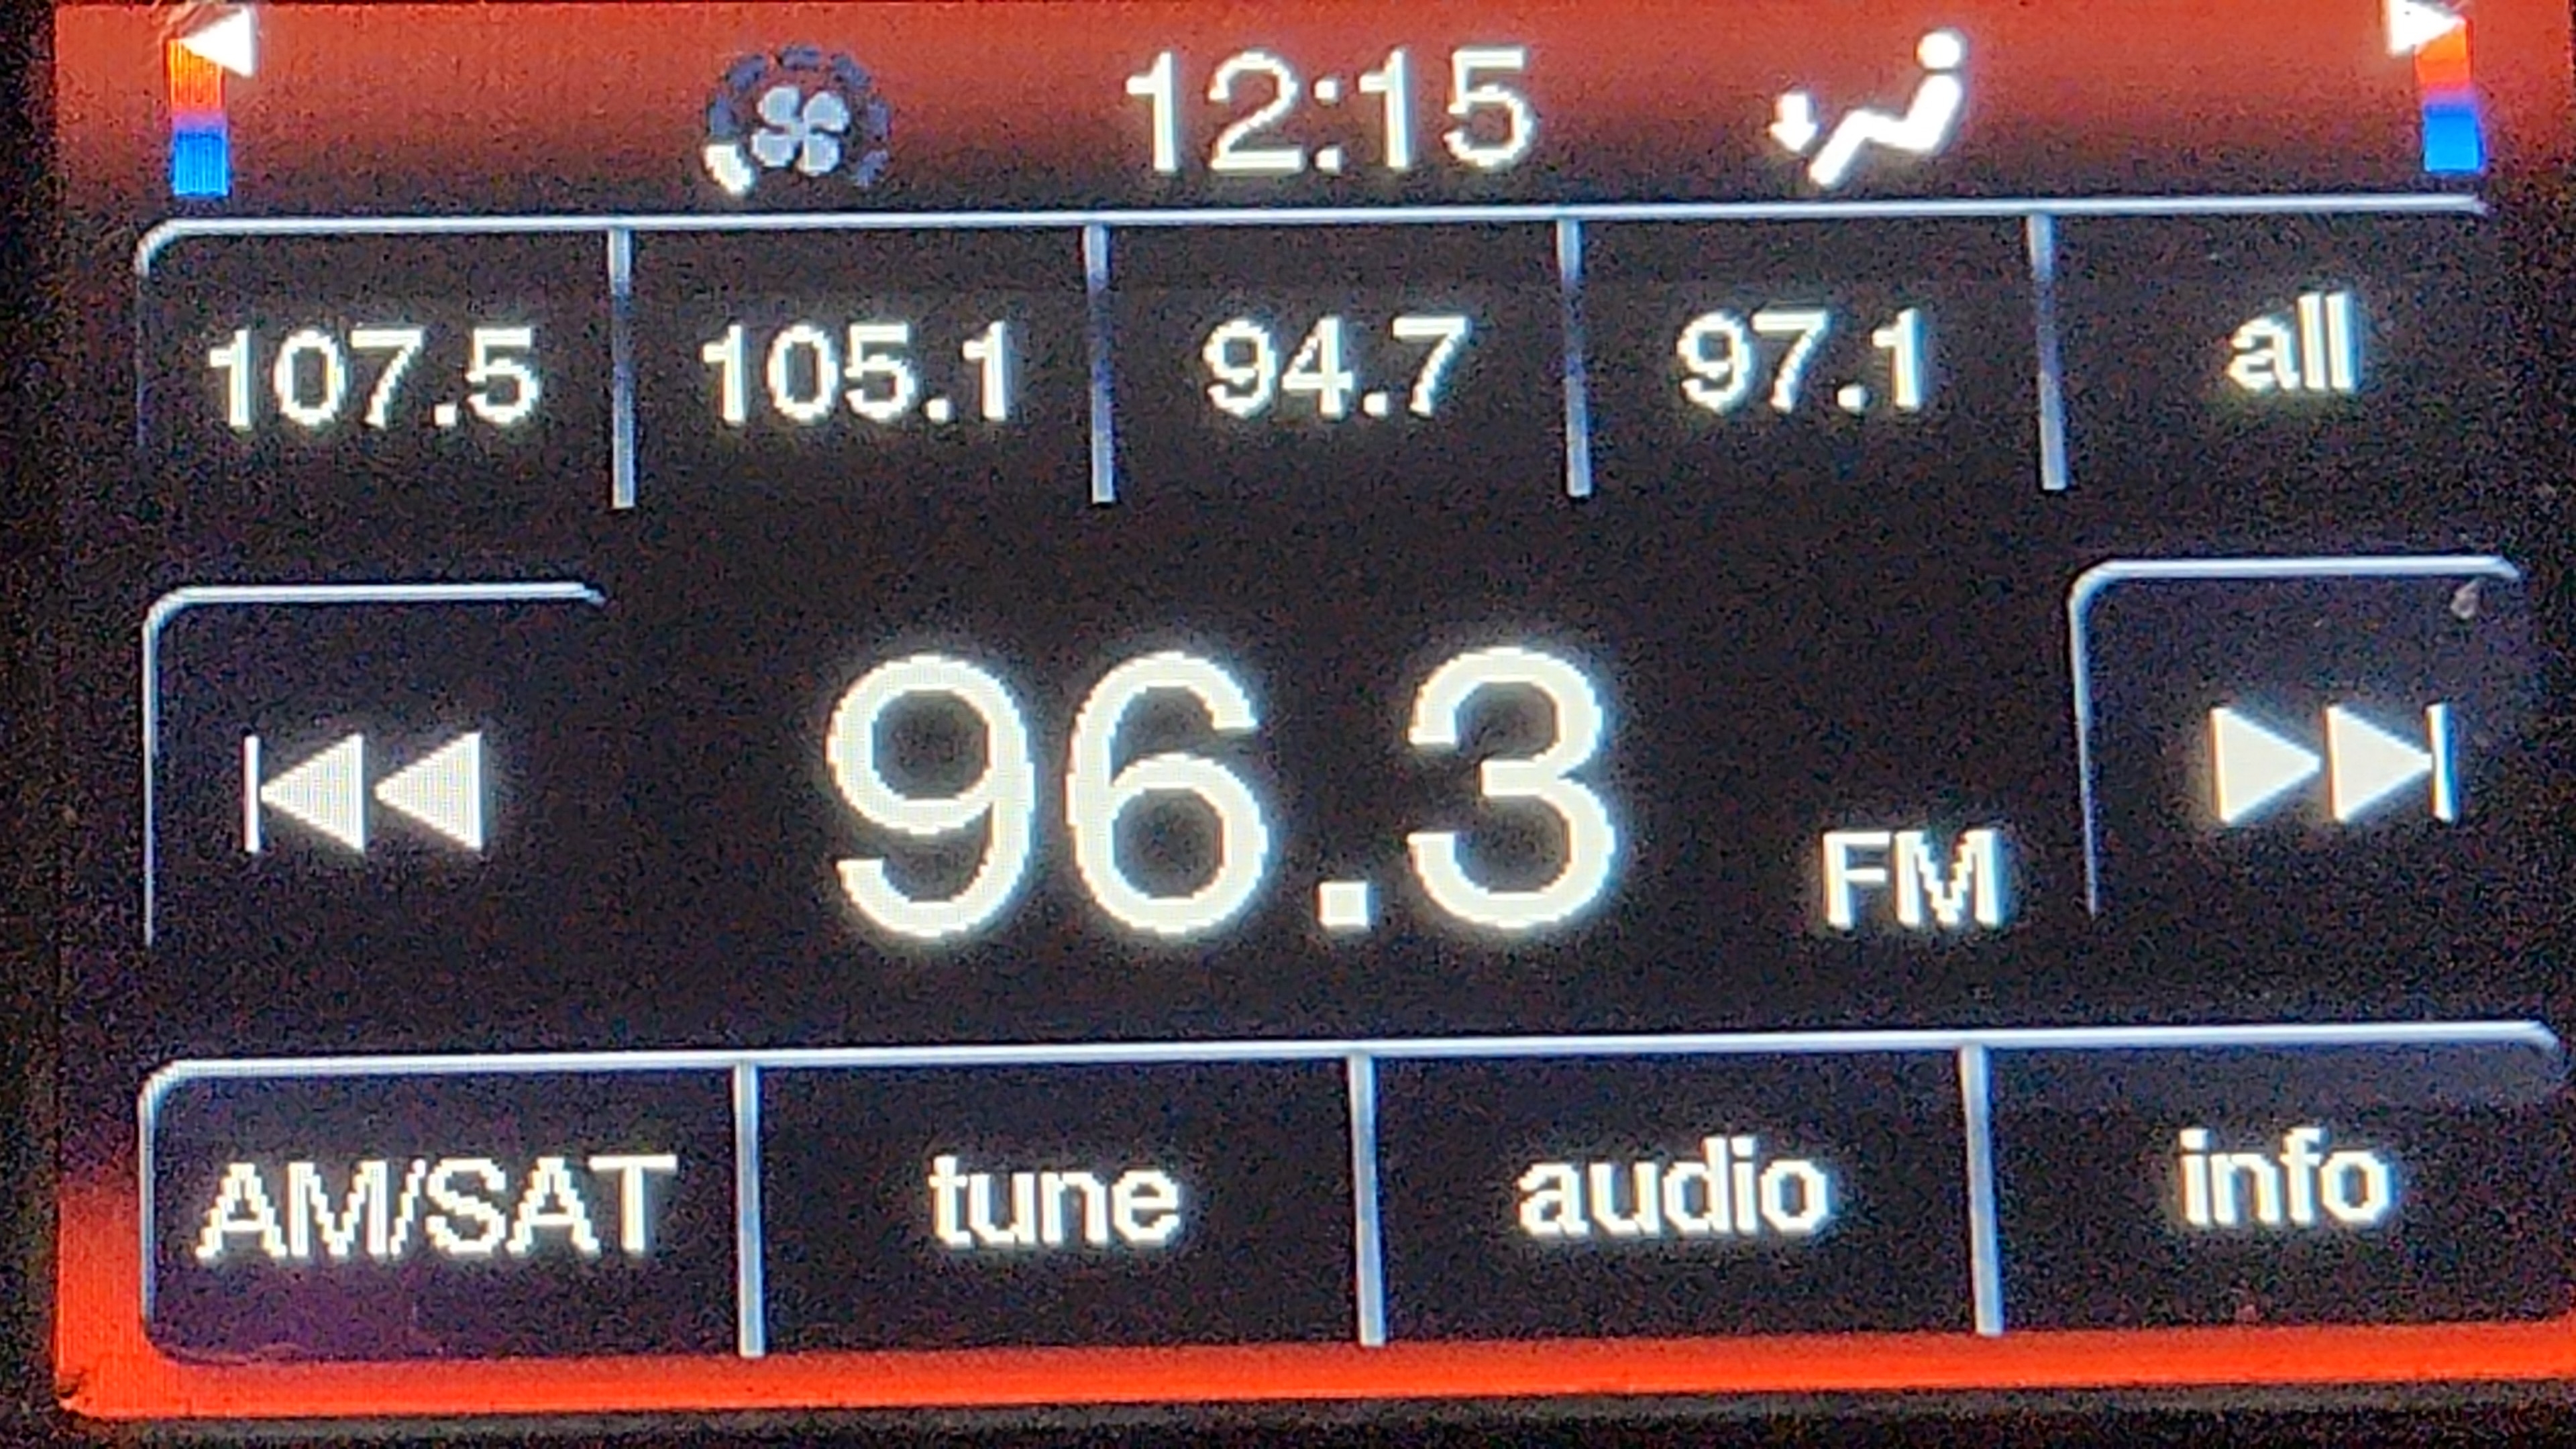 12:15
107.5 105.1 94.7 97.1 all
96.3 FM
AM/SAT tune audio info